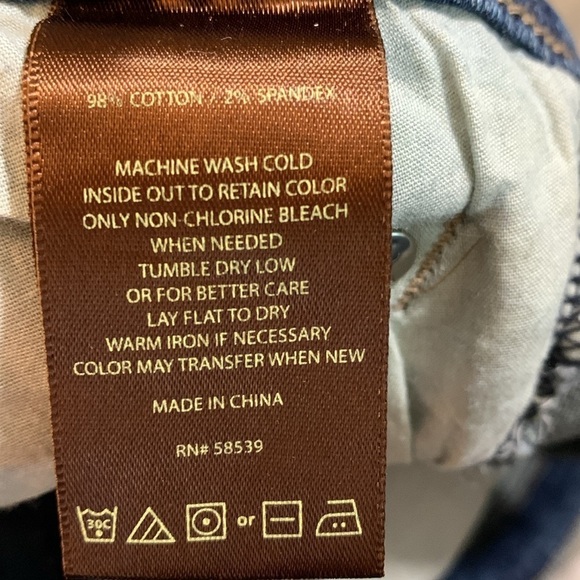 98% COTTON / 2% SPANDEX
MACHINE WASH COLD
INSIDE OUT TO RETAIN COLOR
ONLY NON-CHLORINE BLEACH
WHEN NEEDED
TUMBLE DRY LOW
OR FOR BETTER CARE
LAY FLAT TO DRY
WARM IRON IF NECESSARY
COLOR MAY TRANSFER WHEN NEW
MADE IN CHINA
RN# 58539
30C or